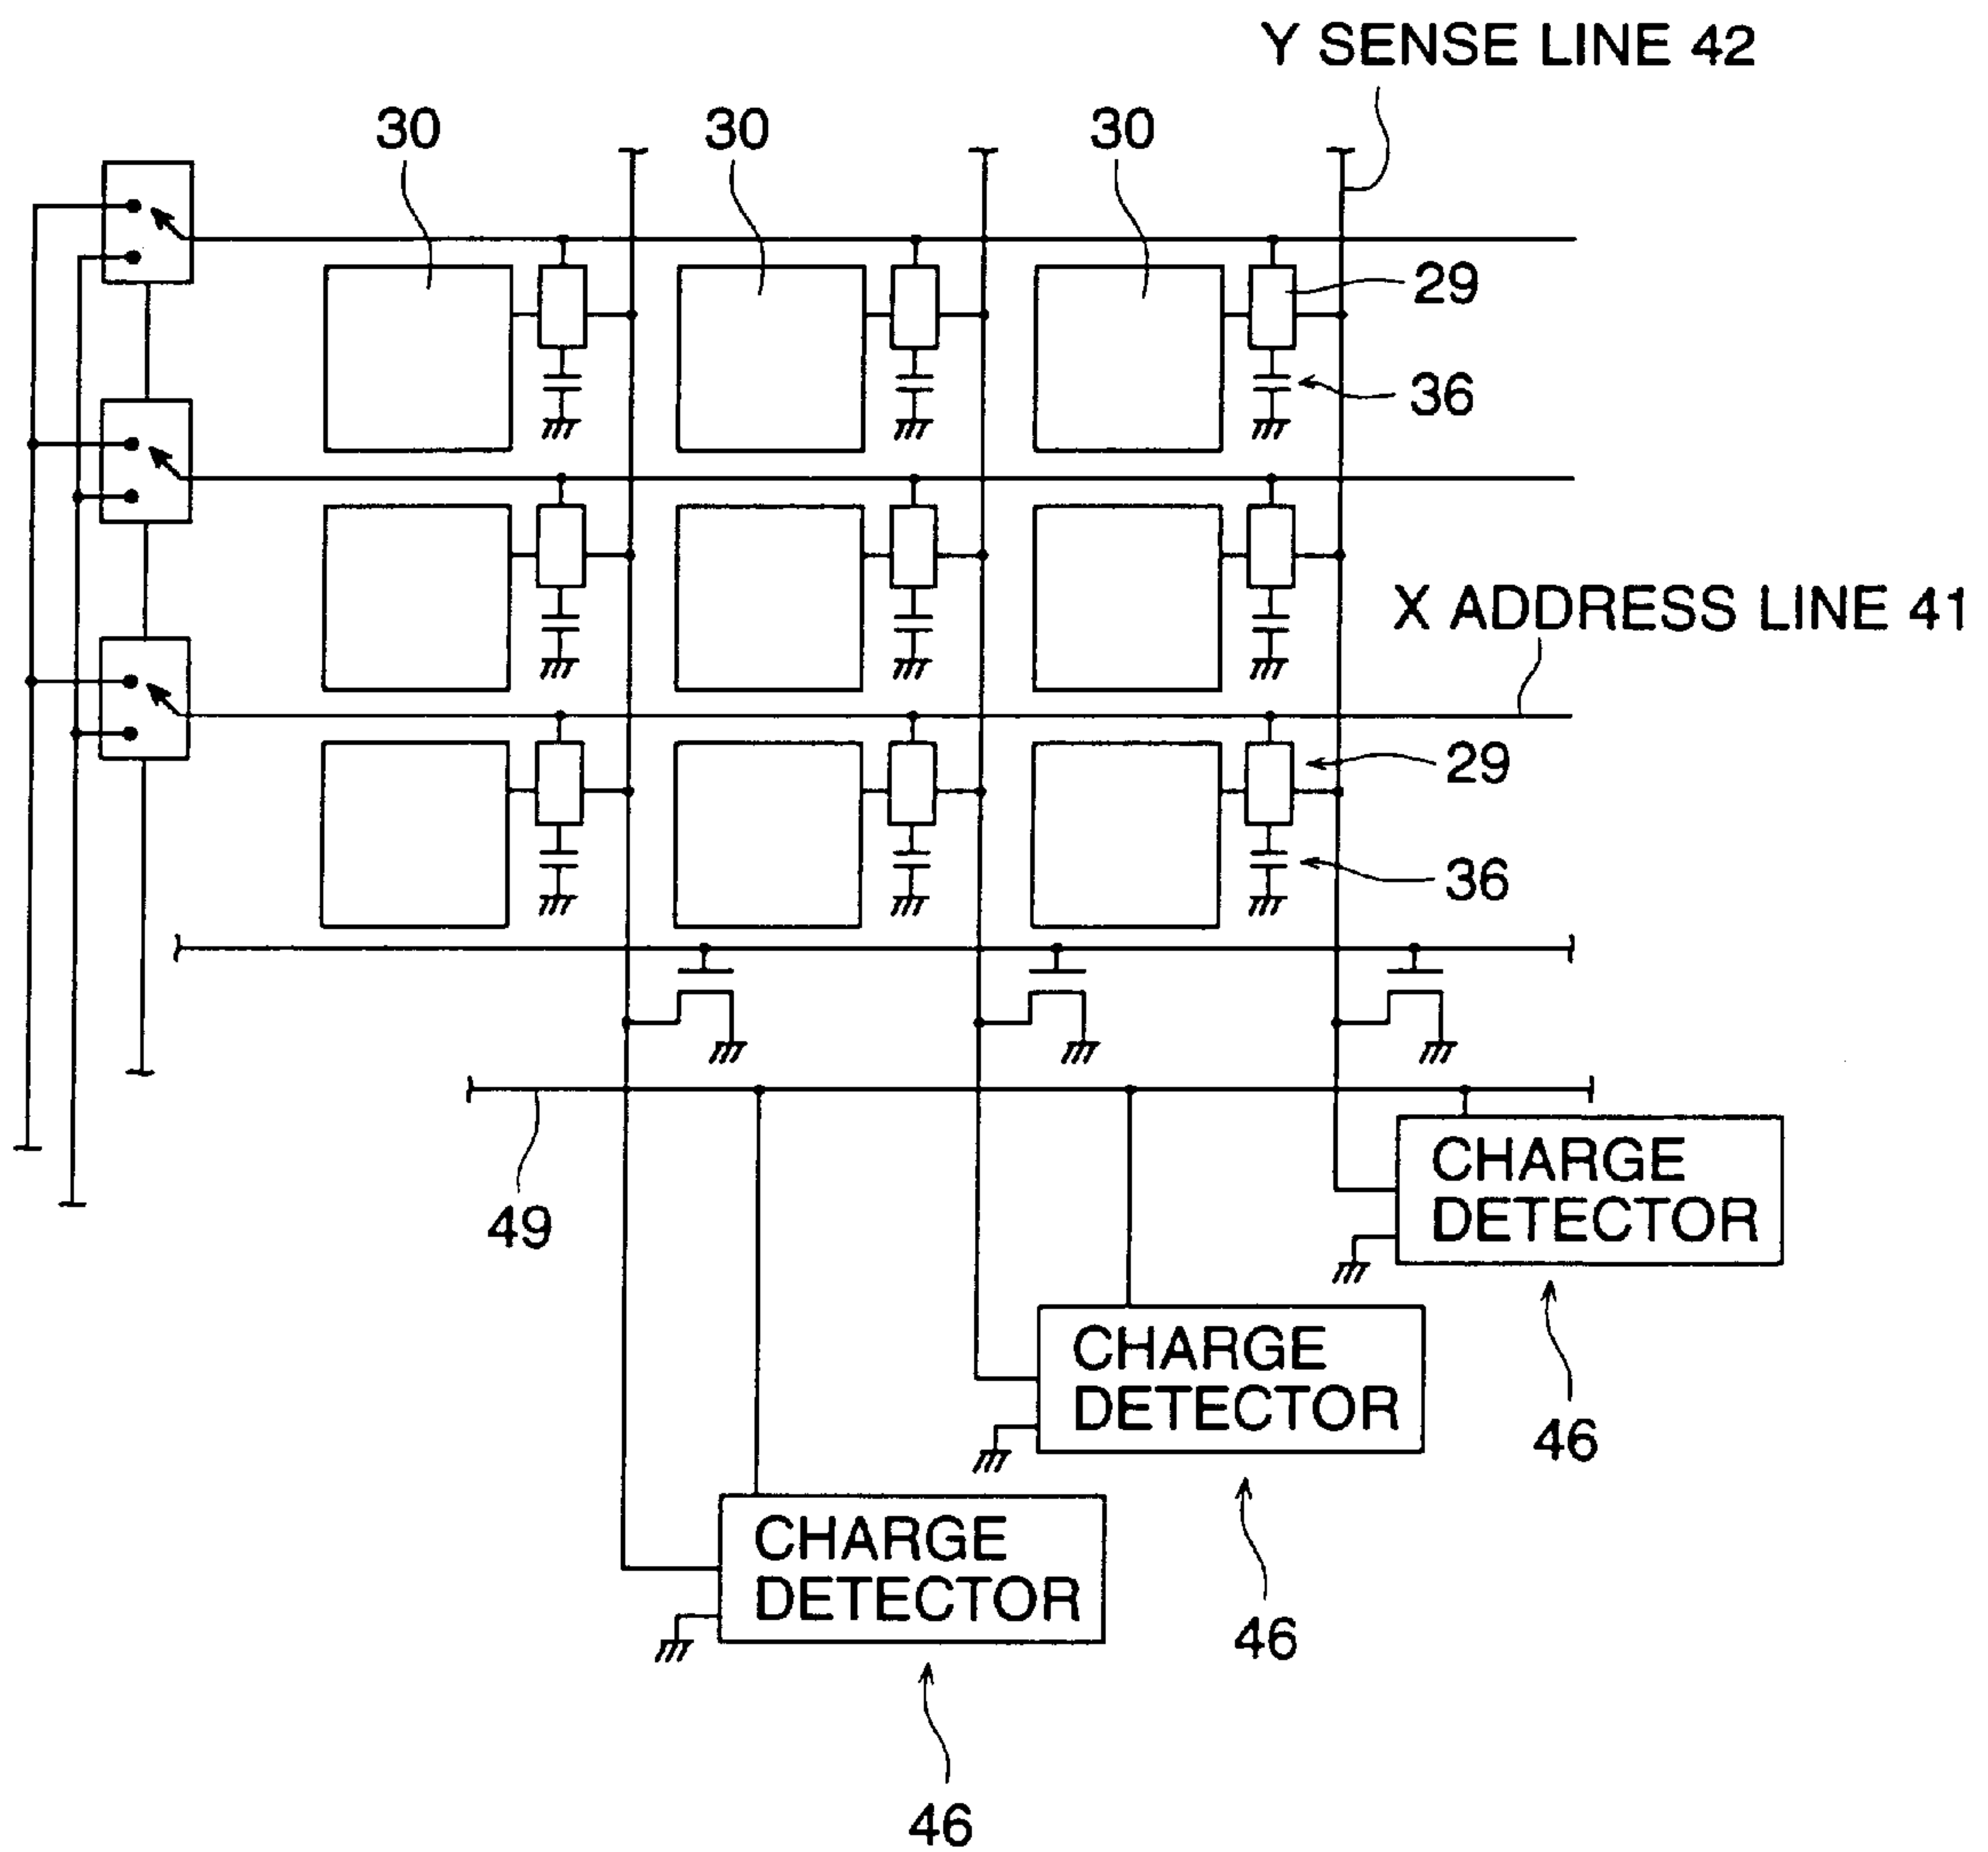 Y SENSE LINE 42
30 30 30
29
36
X ADDRESS LINE 41
29
36
49
CHARGE
DETECTOR
46
CHARGE
DETECTOR
46
CHARGE
DETECTOR
46